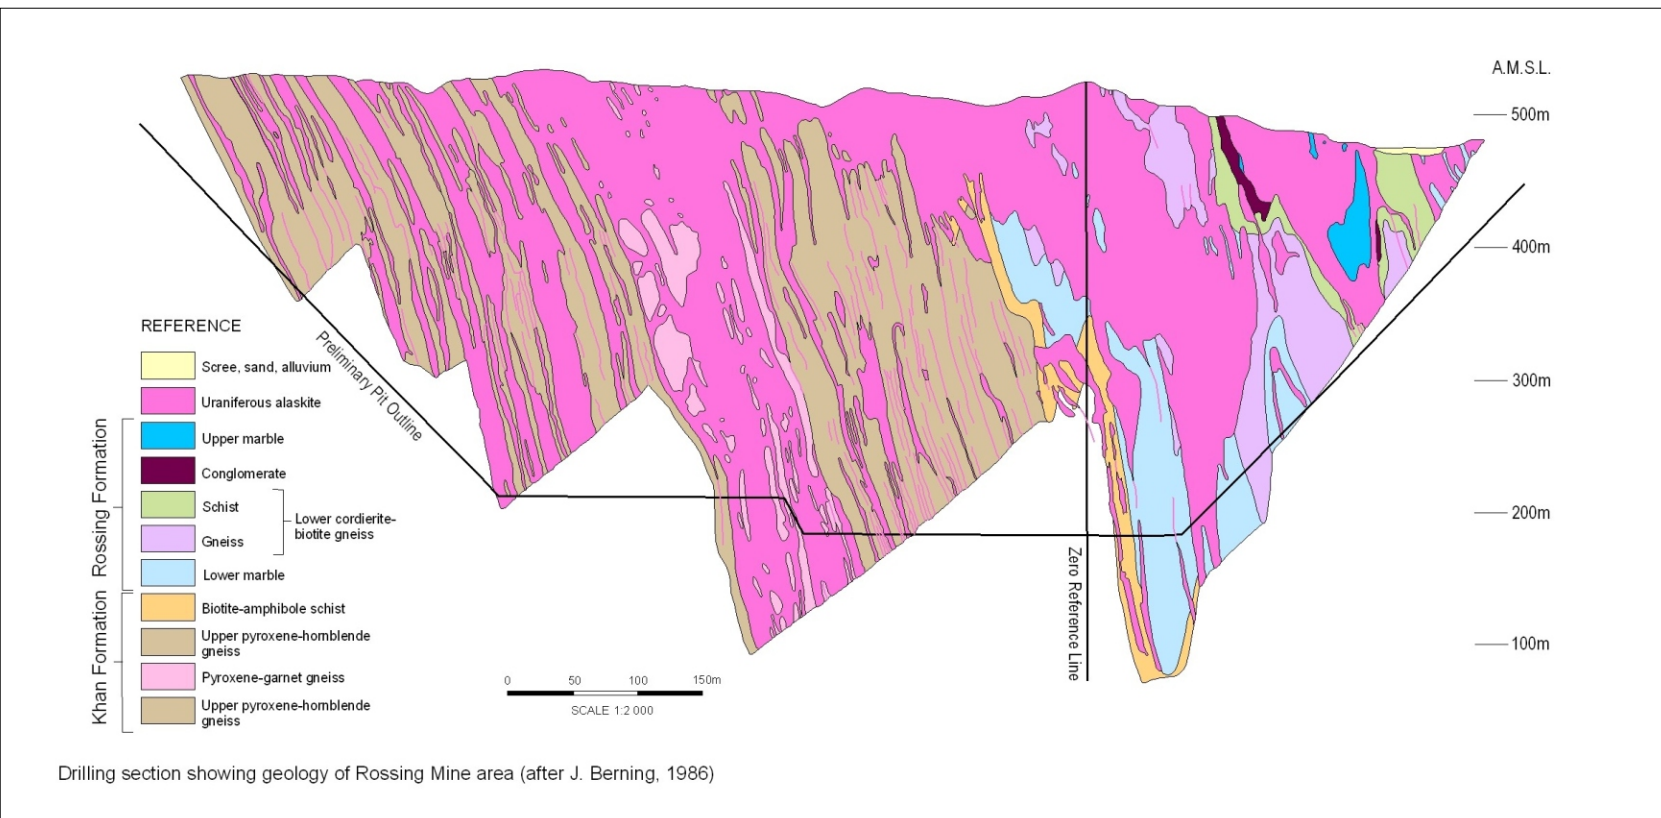 A.M.S.L.
500m
400m
300m
200m
100m
Preliminary Pit Outline
Zero Reference Line
REFERENCE
Scree, sand, alluvium
Uraniferous alaskite
Rossing Formation
Upper marble
Conglomerate
Schist
Gneiss
Lower cordierite-
biotite gneiss
Lower marble
Khan Formation
Biotite-amphibole schist
Upper pyroxene-hornblende
gneiss
Pyroxene-garnet gneiss
Upper pyroxene-hornblende
gneiss
0 50 100 150m
SCALE 1:2 000
Drilling section showing geology of Rossing Mine area (after J. Berning, 1986)